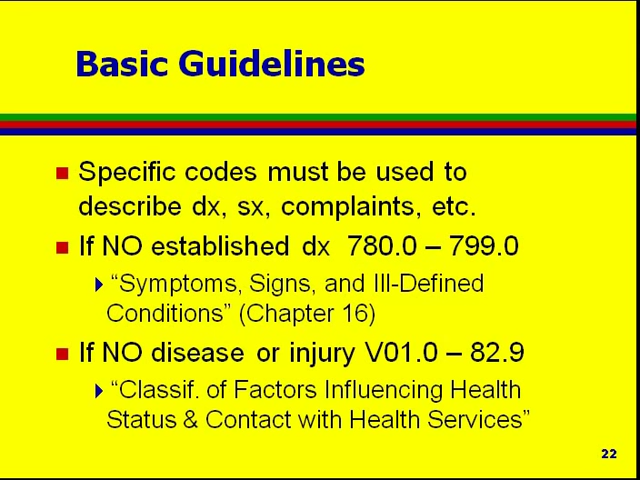 Basic Guidelines
Specific codes must be used to
describe dx, sx, complaints, etc.
If NO established dx 780.0 – 799.0
“Symptoms, Signs, and Ill-Defined
Conditions” (Chapter 16)
If NO disease or injury V01.0 – 82.9
“Classif. of Factors Influencing Health
Status & Contact with Health Services”
22